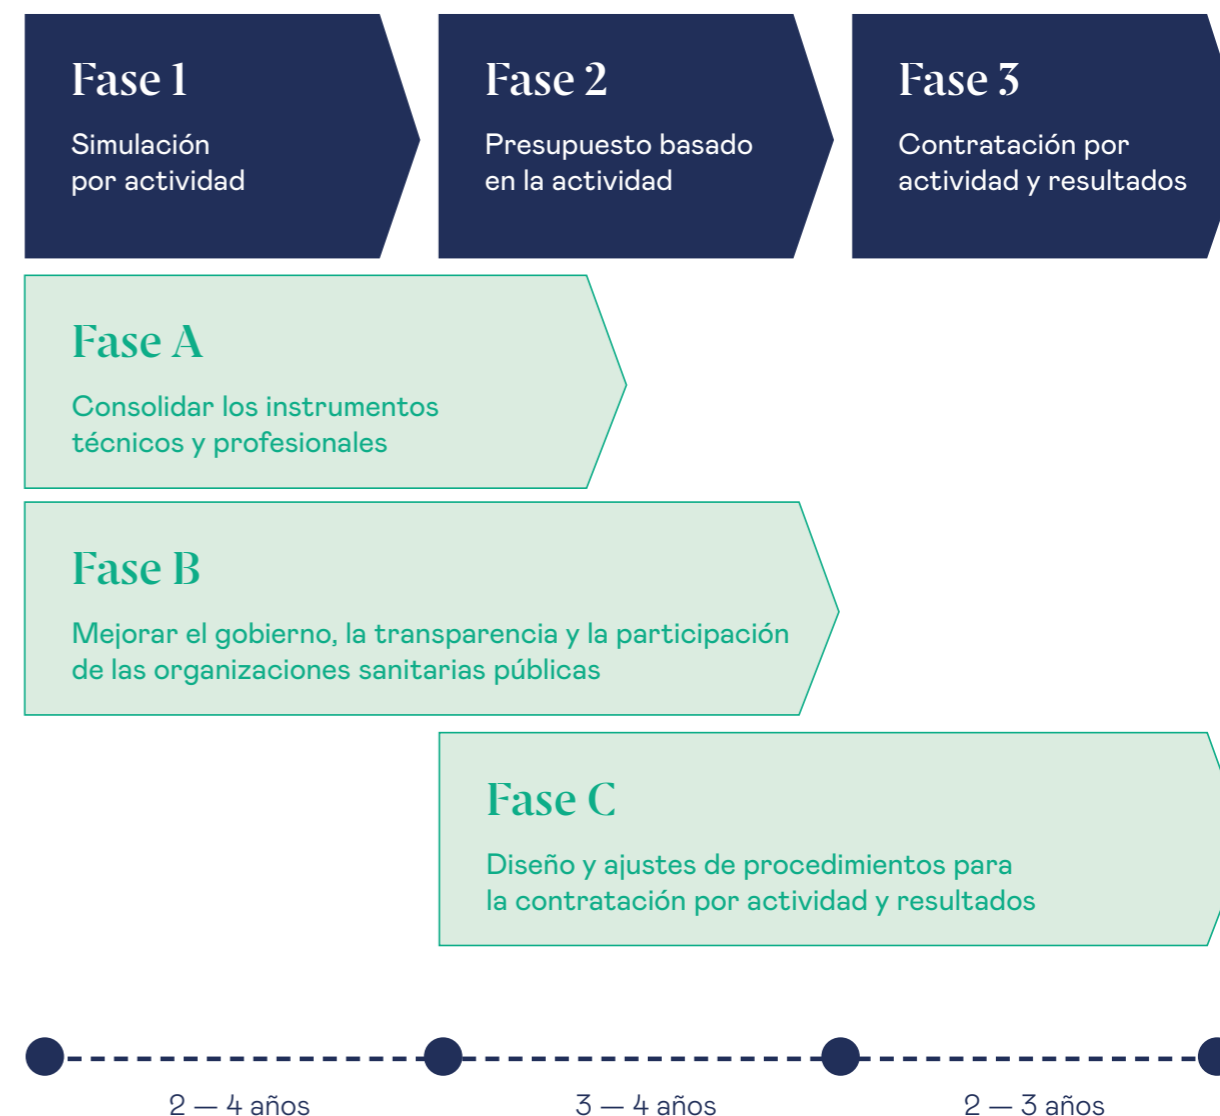 Fase 1
Simulación
por actividad
Fase 2
Presupuesto basado
en la actividad
Fase 3
Contratación por
actividad y resultados
Fase A
Consolidar los instrumentos
técnicos y profesionales
Fase B
Mejorar el gobierno, la transparencia y la participación
de las organizaciones sanitarias públicas
Fase C
Diseño y ajustes de procedimientos para
la contratación por actividad y resultados
2 — 4 años
3 — 4 años
2 — 3 años